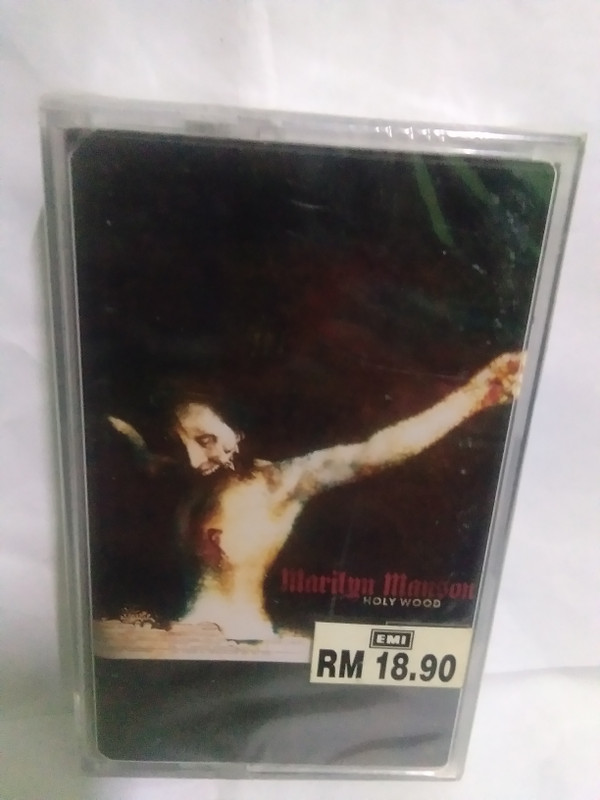 Marilyn Manson
HOLY WOOD
EMI
RM 18.90